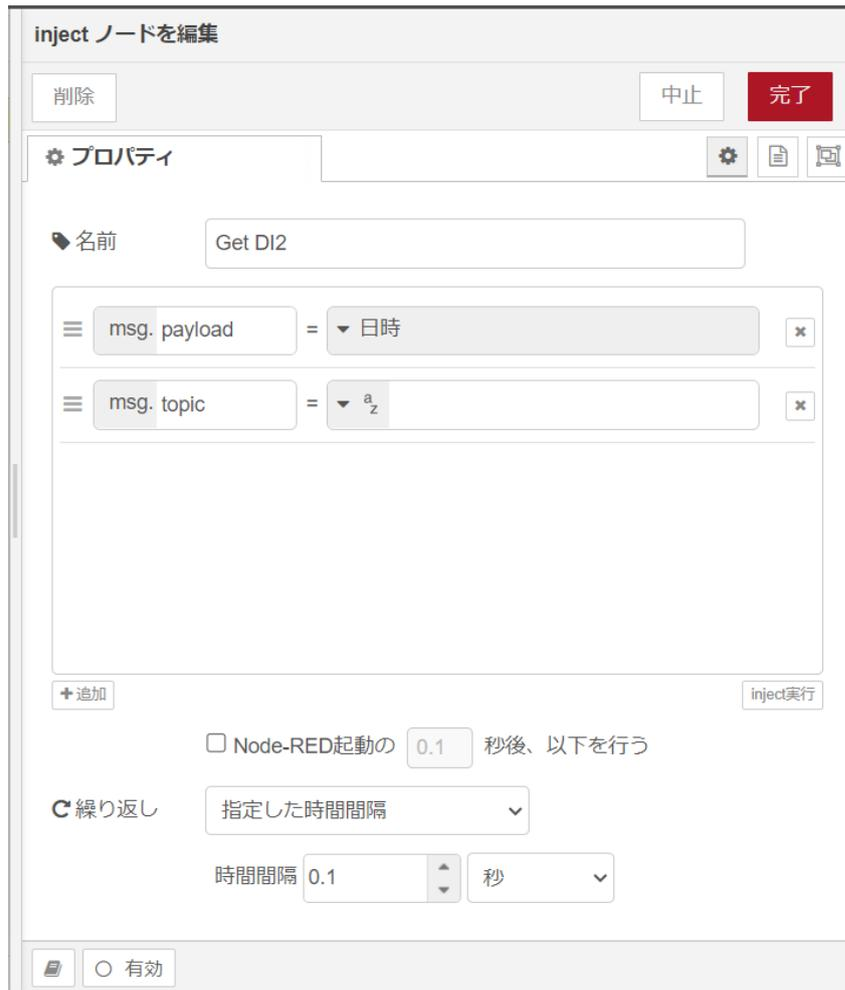 inject ノードを編集
削除 中止 完了
プロパティ
名前 Get DI2
msg. payload = 日時
msg. topic = a z
追加 inject実行
Node-RED起動の 0.1 秒後、以下を行う
繰り返し 指定した時間間隔
時間間隔 0.1 秒
有効